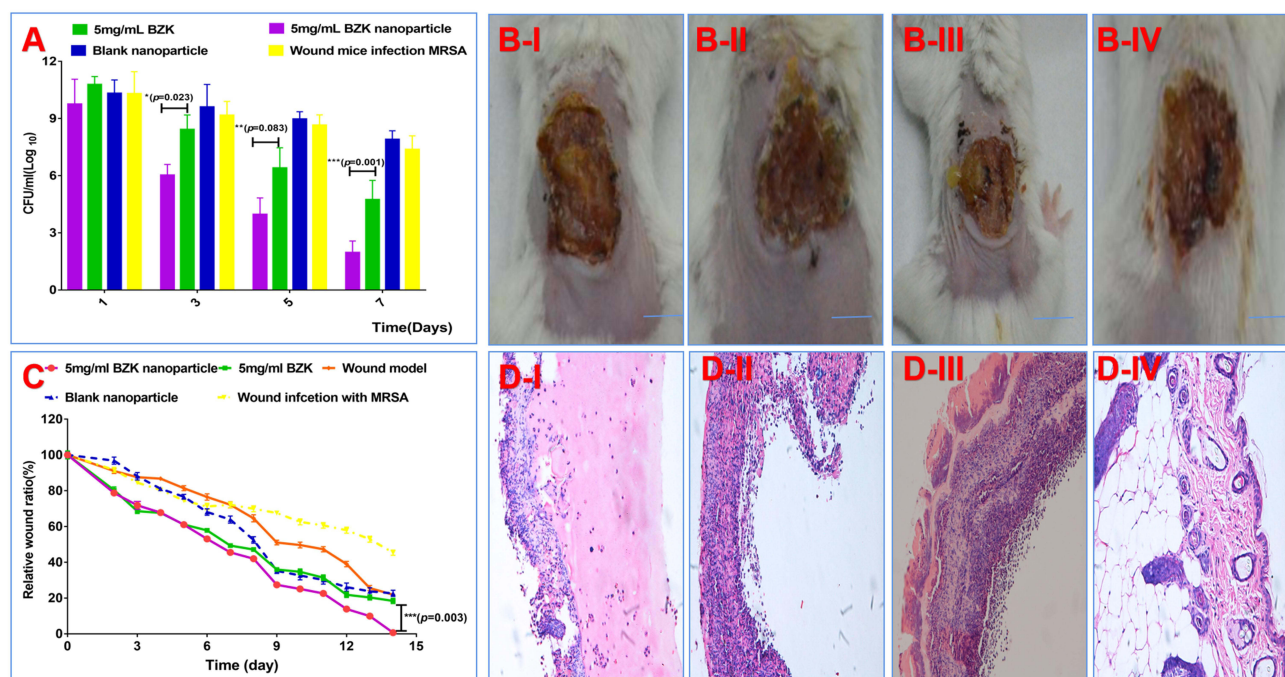 A
5mg/mL BZK
5mg/mL BZK nanoparticle
Blank nanoparticle
Wound mice infection MRSA
CFU/ml(Log 10)
12
9
6
3
0
*(p=0.023)
**(p=0.083)
***(p=0.001)
1 3 5 7
Time(Days)
B-I
B-II
B-III
B-IV
C
5mg/ml BZK nanoparticle 5mg/ml BZK Wound model
Blank nanoparticle Wound infcetion with MRSA
Relative wound rratio(%)
120
100
80
60
40
20
0
***(p=0.003)
0 3 6 9 12 15
Time (day)
D-I
D-II
D-III
D-IV